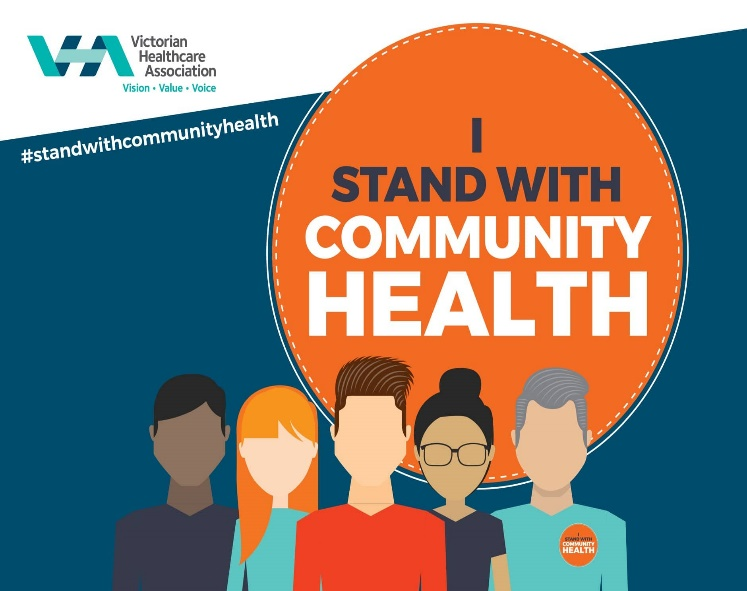 Victorian
Healthcare
Association
Vision • Value • Voice
#standwithcommunityhealth
I
STAND WITH
COMMUNITY
HEALTH
I
STAND WITH
COMMUNITY
HEALTH